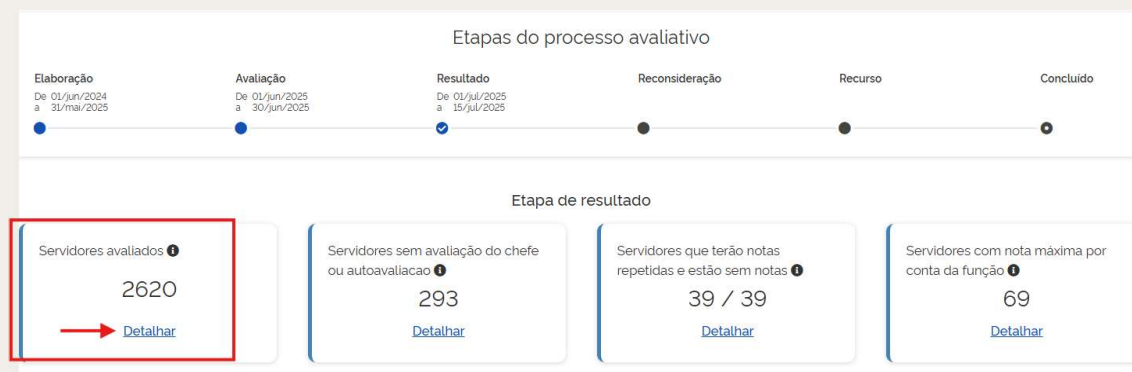 Etapas do processo avaliativo
Elaboração
De 01/jun/2024
a 31/mai/2025
Avaliação
De 01/jun/2025
a 30/jun/2025
Resultado
De 01/jul/2025
a 15/jul/2025
Reconsideração
Recurso
Concluído
Etapa de resultado
Servidores avaliados
2620
Detalhar
Servidores sem avaliação do chefe
ou autoavaliacao
293
Detalhar
Servidores que terão notas
repetidas e estão sem notas
39 / 39
Detalhar
Servidores com nota máxima por
conta da função
69
Detalhar